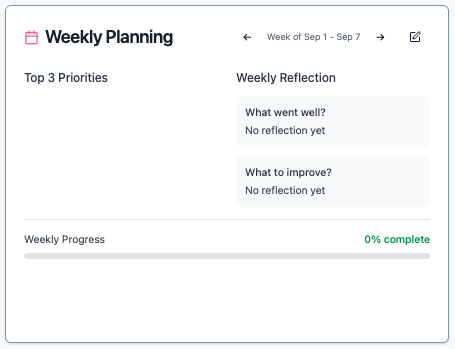 Weekly Planning
Week of Sep 1 - Sep 7
Top 3 Priorities
Weekly Reflection
What went well?
No reflection yet
What to improve?
No reflection yet
Weekly Progress
0% complete